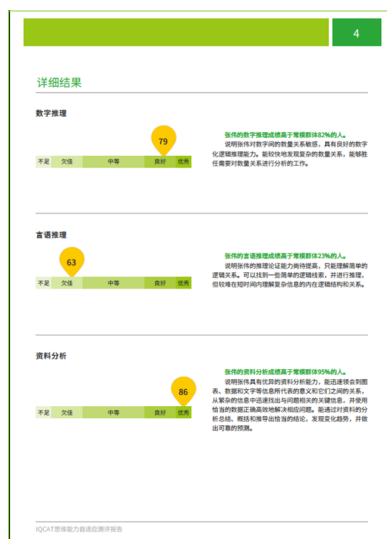 4
详细结果
数字推理
79
不足 欠佳 中等 良好 优秀
张伟的数字推理成绩高于常模群体82%的人。
说明张伟对数字间的数量关系敏感，具有良好的数字
化逻辑推理能力。能较快地发现复杂的数量关系，能够胜
任需要对数量关系进行分析的工作。
言语推理
63
不足 欠佳 中等 良好 优秀
张伟的言语推理成绩高于常模群体23%的人。
说明张伟的推理论证能力尚待提高，只能理解简单的
逻辑关系。可以找到一些简单的逻辑线索，并进行推理，
但较难在短时间内理解复杂信息的内在逻辑结构和关系。
资料分析
86
不足 欠佳 中等 良好 优秀
张伟的资料分析成绩高于常模群体95%的人。
说明张伟具有优异的资料分析能力，能迅速领会到图
表、数据和文字等信息所代表的意义和它们之间的关系，
从繁杂的信息中迅速找出与问题相关的关键信息，并使用
恰当的数据正确高效地解决相应问题。能通过对资料的分
析总结、概括和推导出恰当的结论，发现变化趋势，并做
出可靠的预测。
IQCAT思维能力自适应测评报告